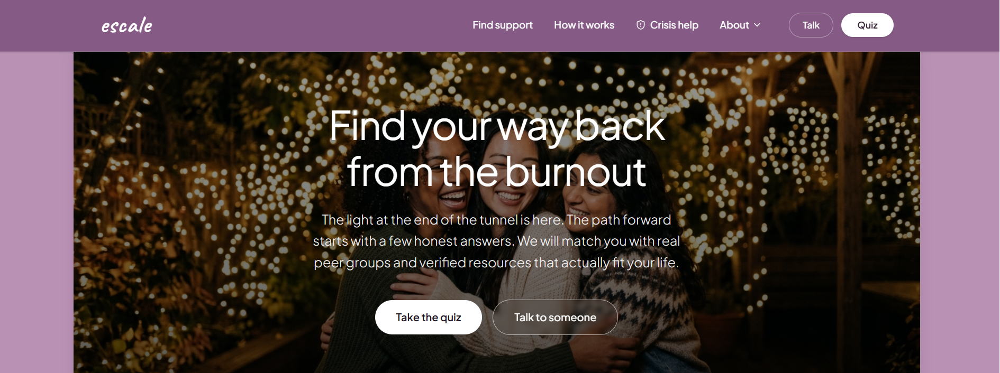 escale
Find support
How it works
Crisis help
About
Talk
Quiz
Find your way back
from the burnout
The light at the end of the tunnel is here. The path forward
starts with a few honest answers. We will match you with real
peer groups and verified resources that actually fit your life.
Take the quiz
Talk to someone